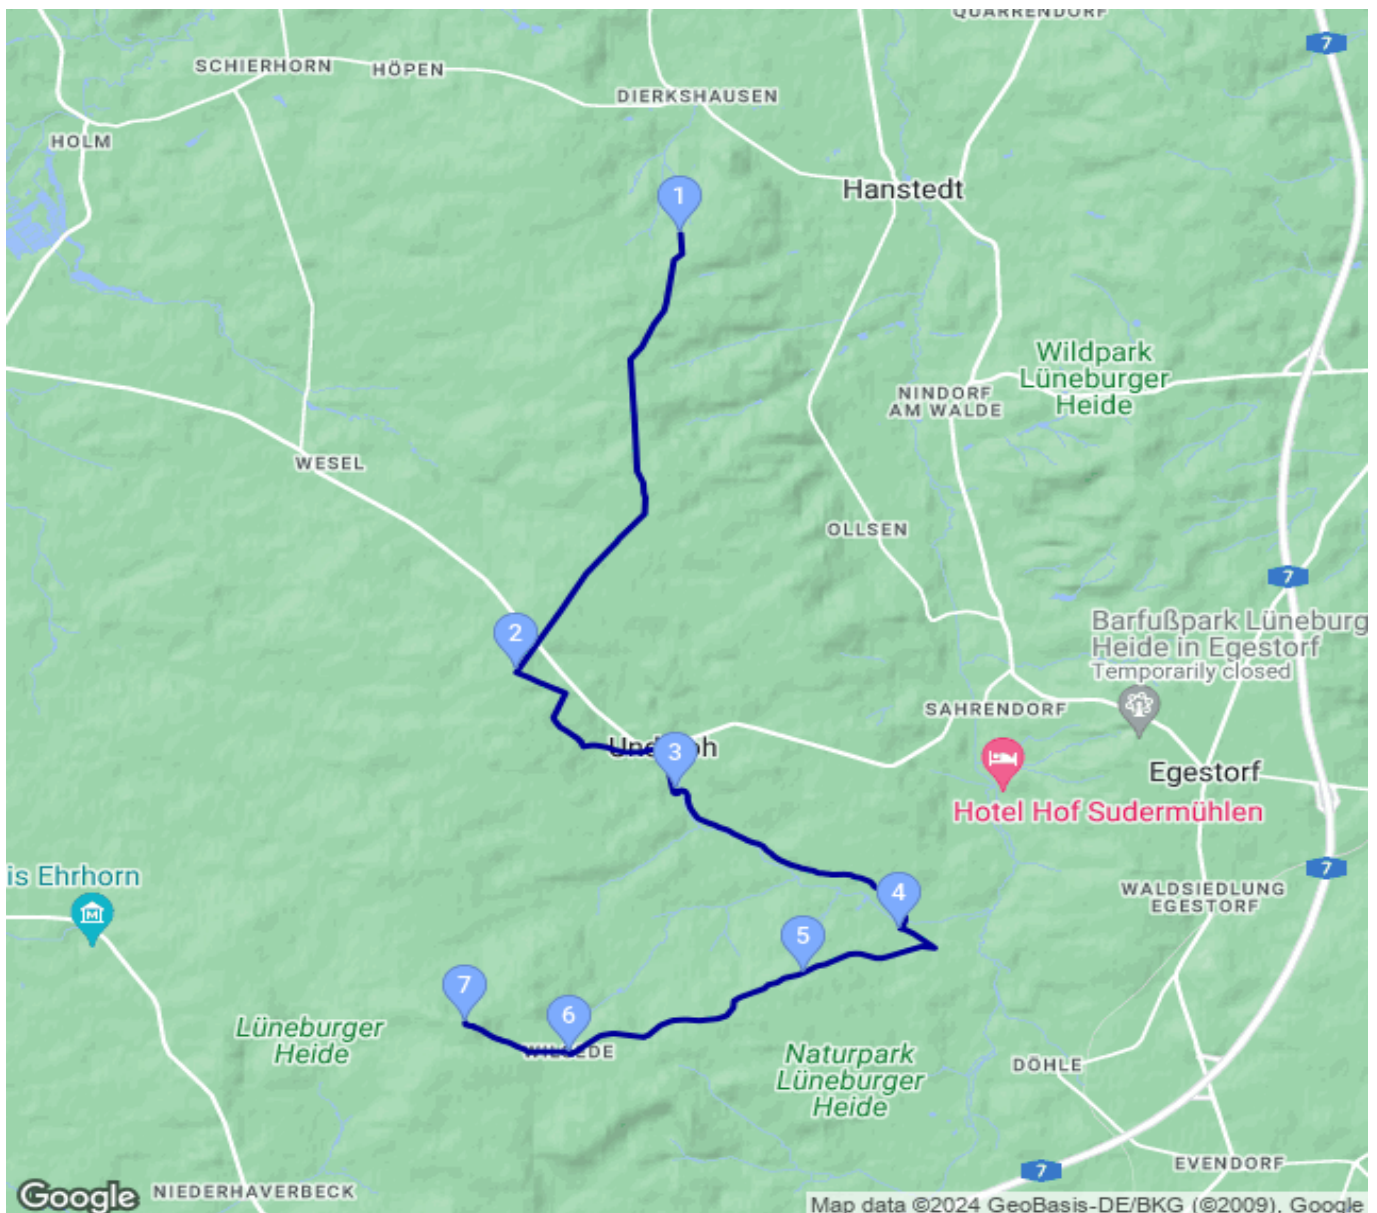 QUARRENDORF
7
SCHIERHORN
HÖPEN
DIERKSHAUSEN
HOLM
Hanstedt
1
Wildpark
Lüneburger
Heide
NINDORF
AM WALDE
WESEL
OLLSEN
7
Barfußpark Lüneburg
Heide in Egestorf
Temporarily closed
2
SAHRENDORF
3
Egestorf
Hotel Hof Sudermühlen
is Ehrhorn
7
WALDSIEDLUNG
EGESTORF
4
5
7
6
Lüneburger
Heide
Naturpark
Lüneburger
Heide
DÖHLE
7
EVENDORF
NIEDERHAVERBECK
Google
Map data ©2024 GeoBasis-DE/BKG (©2009), Google